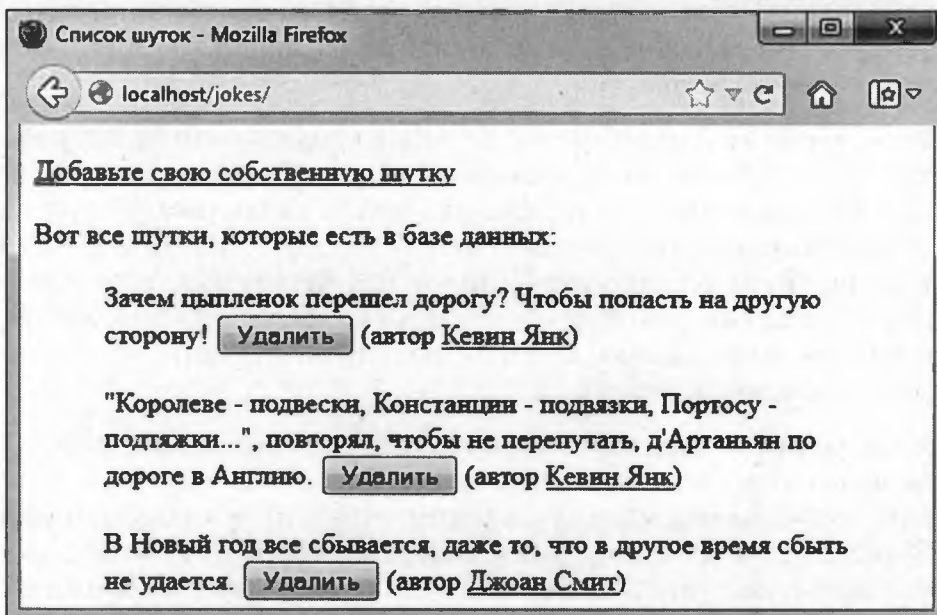 Список шуток - Mozilla Firefox
localhost/jokes/
Добавьте свою собственную шутку
Вот все шутки, которые есть в базе данных:
Зачем цыпленок перешел дорогу? Чтобы попасть на другую
сторону! Удалить (автор Кевин Янк)
"Королеве - подвески, Констанции - подвязки, Портосу -
подтяжки...", повторял, чтобы не перепутать, д'Артаньян по
дороге в Англию. Удалить (автор Кевин Янк)
В Новый год все сбывается, даже то, что в другое время сбыть
не удается. Удалить (автор Джоан Смит)